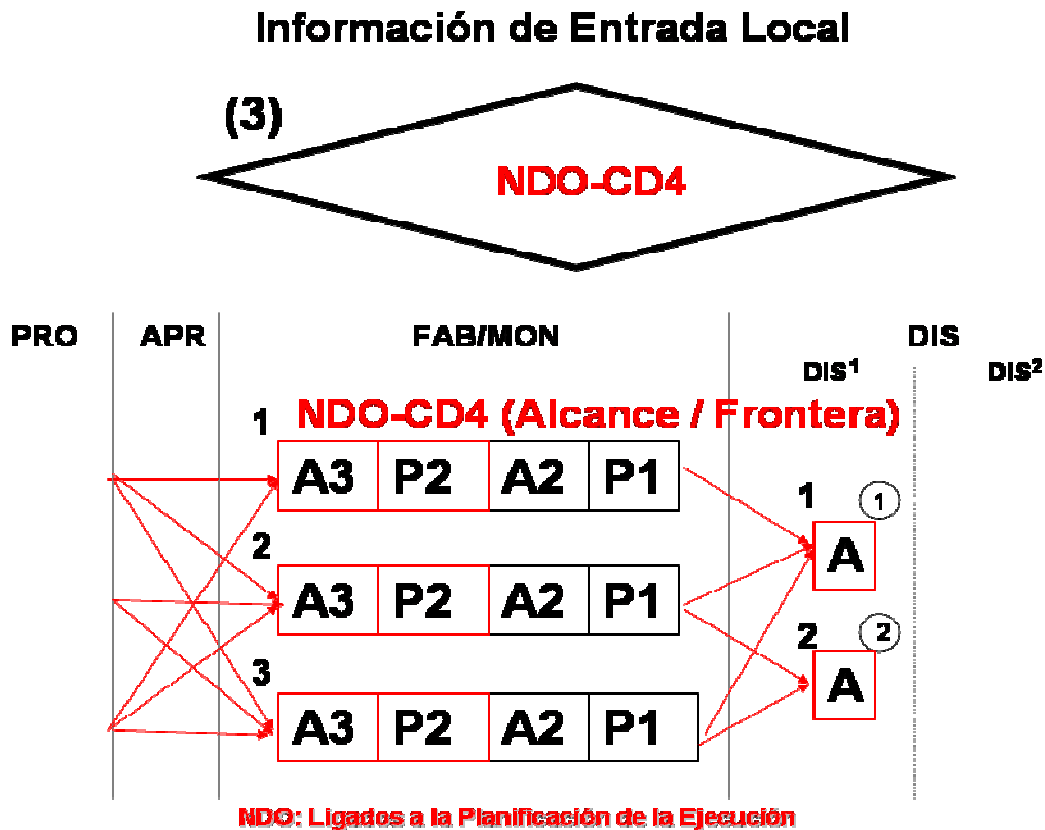 Información de Entrada Local
(3)
NDO-CD4
PRO APR FAB/MON DIS
DIS¹ DIS²
NDO-CD4 (Alcance / Frontera)
1
A3 P2 A2 P1
1 1
A
2
A3 P2 A2 P1
2 2
A
3
A3 P2 A2 P1
NDO: Ligados a la Planificación de la Ejecución